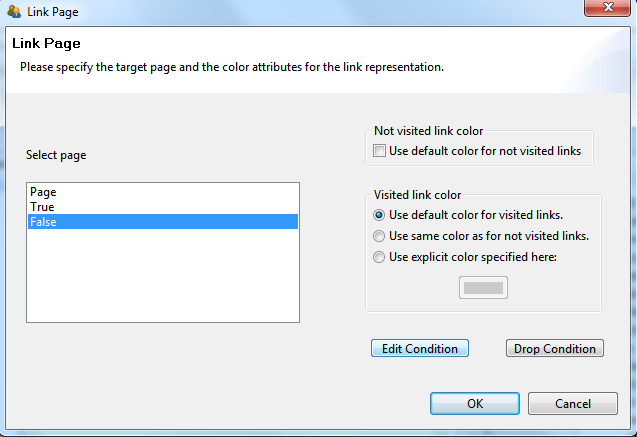 Link Page
Link Page
Please specify the target page and the color attributes for the link representation.
Select page
Page
True
False
Not visited link color
Use default color for not visited links
Visited link color
Use default color for visited links.
Use same color as for not visited links.
Use explicit color specified here:
Edit Condition
Drop Condition
OK
Cancel